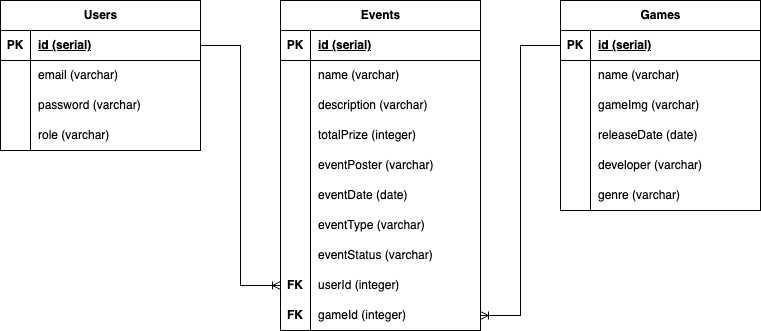 Users
PK id (serial)
email (varchar)
password (varchar)
role (varchar)
Events
PK id (serial)
name (varchar)
description (varchar)
totalPrize (integer)
eventPoster (varchar)
eventDate (date)
eventType (varchar)
eventStatus (varchar)
FK userId (integer)
FK gameId (integer)
Games
PK id (serial)
name (varchar)
gameImg (varchar)
releaseDate (date)
developer (varchar)
genre (varchar)